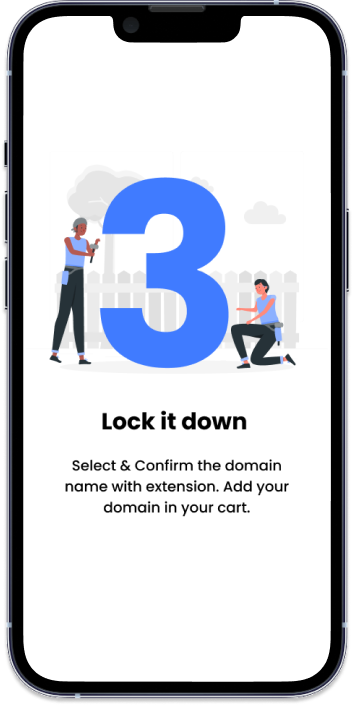 3
Lock it down
Select & Confirm the domain
name with extension. Add your
domain in your cart.